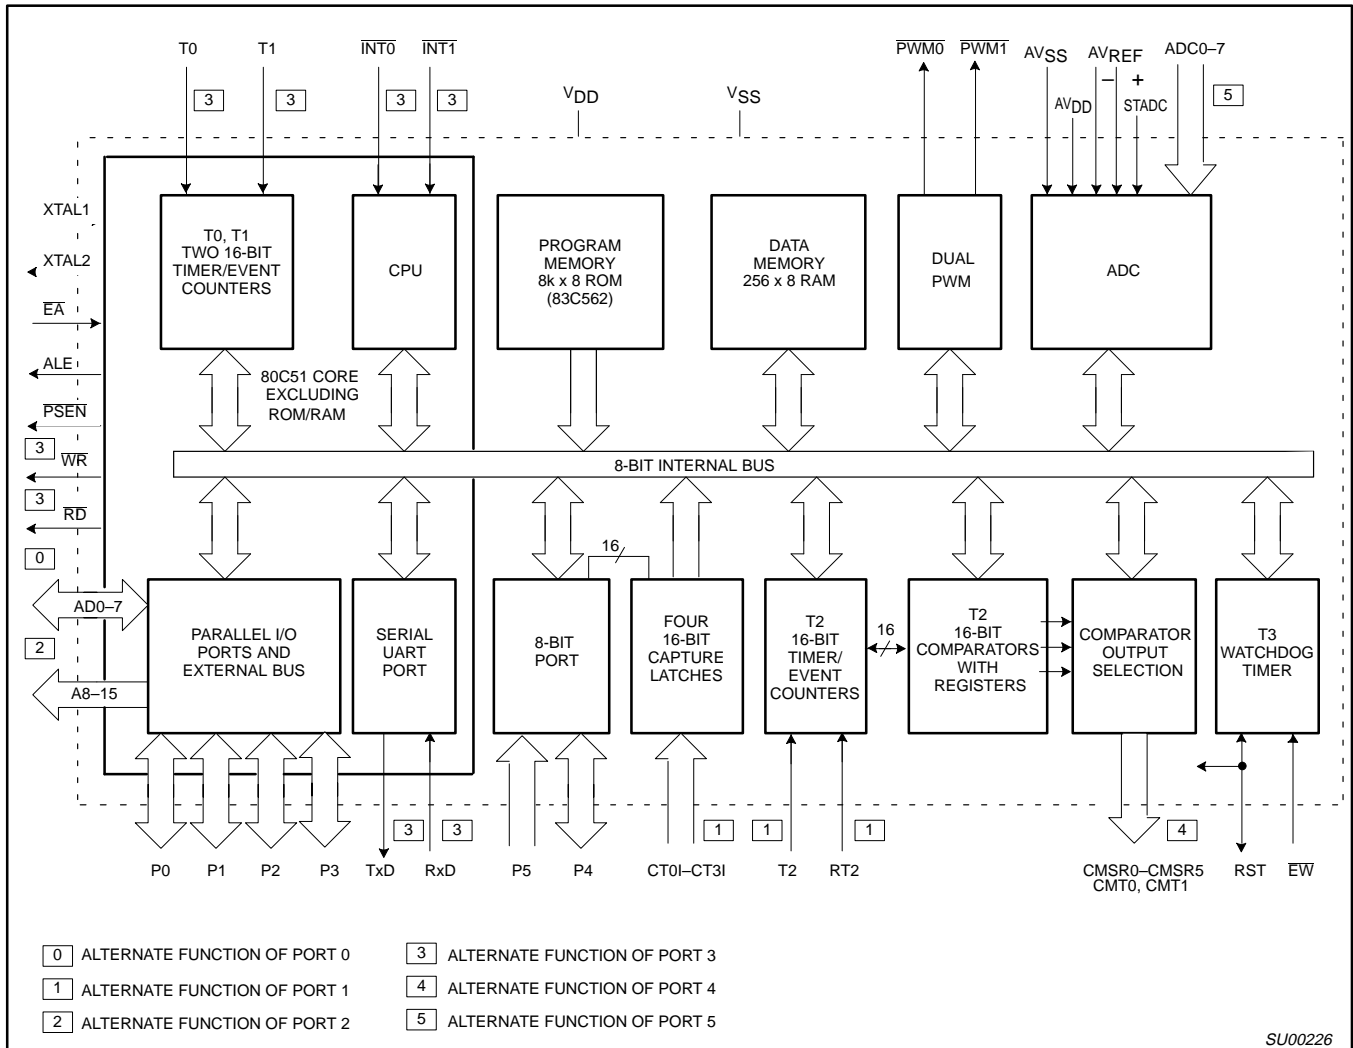 T0
T1
INT0
INT1
PWM0
PWM1
AVSS
AVREF
– +
ADC0–7
3
3
3
3
VDD
VSS
AVDD
STADC
5
XTAL1
XTAL2
EA
ALE
PSEN
3
WR
3
RD
0
AD0–7
2
A8–15
T0, T1
TWO 16-BIT
TIMER/EVENT
COUNTERS
CPU
PROGRAM
MEMORY
8k x 8 ROM
(83C562)
DATA
MEMORY
256 x 8 RAM
DUAL
PWM
ADC
80C51 CORE
EXCLUDING
ROM/RAM
8-BIT INTERNAL BUS
16
16
PARALLEL I/O
PORTS AND
EXTERNAL BUS
SERIAL
UART
PORT
8-BIT
PORT
FOUR
16-BIT
CAPTURE
LATCHES
T2
16-BIT
TIMER/
EVENT
COUNTERS
T2
16-BIT
COMPARATORS
WITH
REGISTERS
COMPARATOR
OUTPUT
SELECTION
T3
WATCHDOG
TIMER
3
3
1
1
1
4
P0
P1
P2
P3
TxD
RxD
P5
P4
CT0I–CT3I
T2
RT2
CMSR0–CMSR5
CMT0, CMT1
RST
EW
0 ALTERNATE FUNCTION OF PORT 0
1 ALTERNATE FUNCTION OF PORT 1
2 ALTERNATE FUNCTION OF PORT 2
3 ALTERNATE FUNCTION OF PORT 3
4 ALTERNATE FUNCTION OF PORT 4
5 ALTERNATE FUNCTION OF PORT 5
SU00226